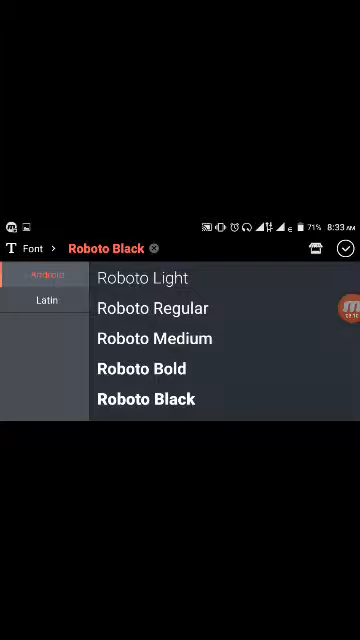 71% 8:33 AM
T Font > Roboto Black
Android
Latin
Roboto Light
Roboto Regular
Roboto Medium
Roboto Bold
Roboto Black